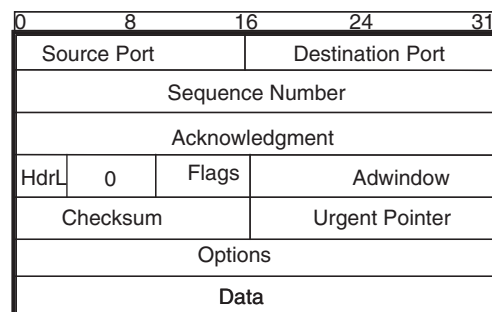 0 8 16 24 31
Source Port Destination Port
Sequence Number
Acknowledgment
HdrL 0 Flags Adwindow
Checksum Urgent Pointer
Options
Data